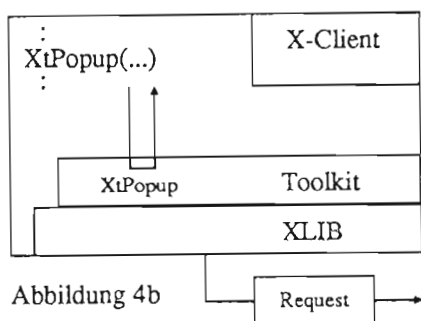 X-Client
XtPopup(...)
XtPopup
Toolkit
XLIB
Abbildung 4b
Request